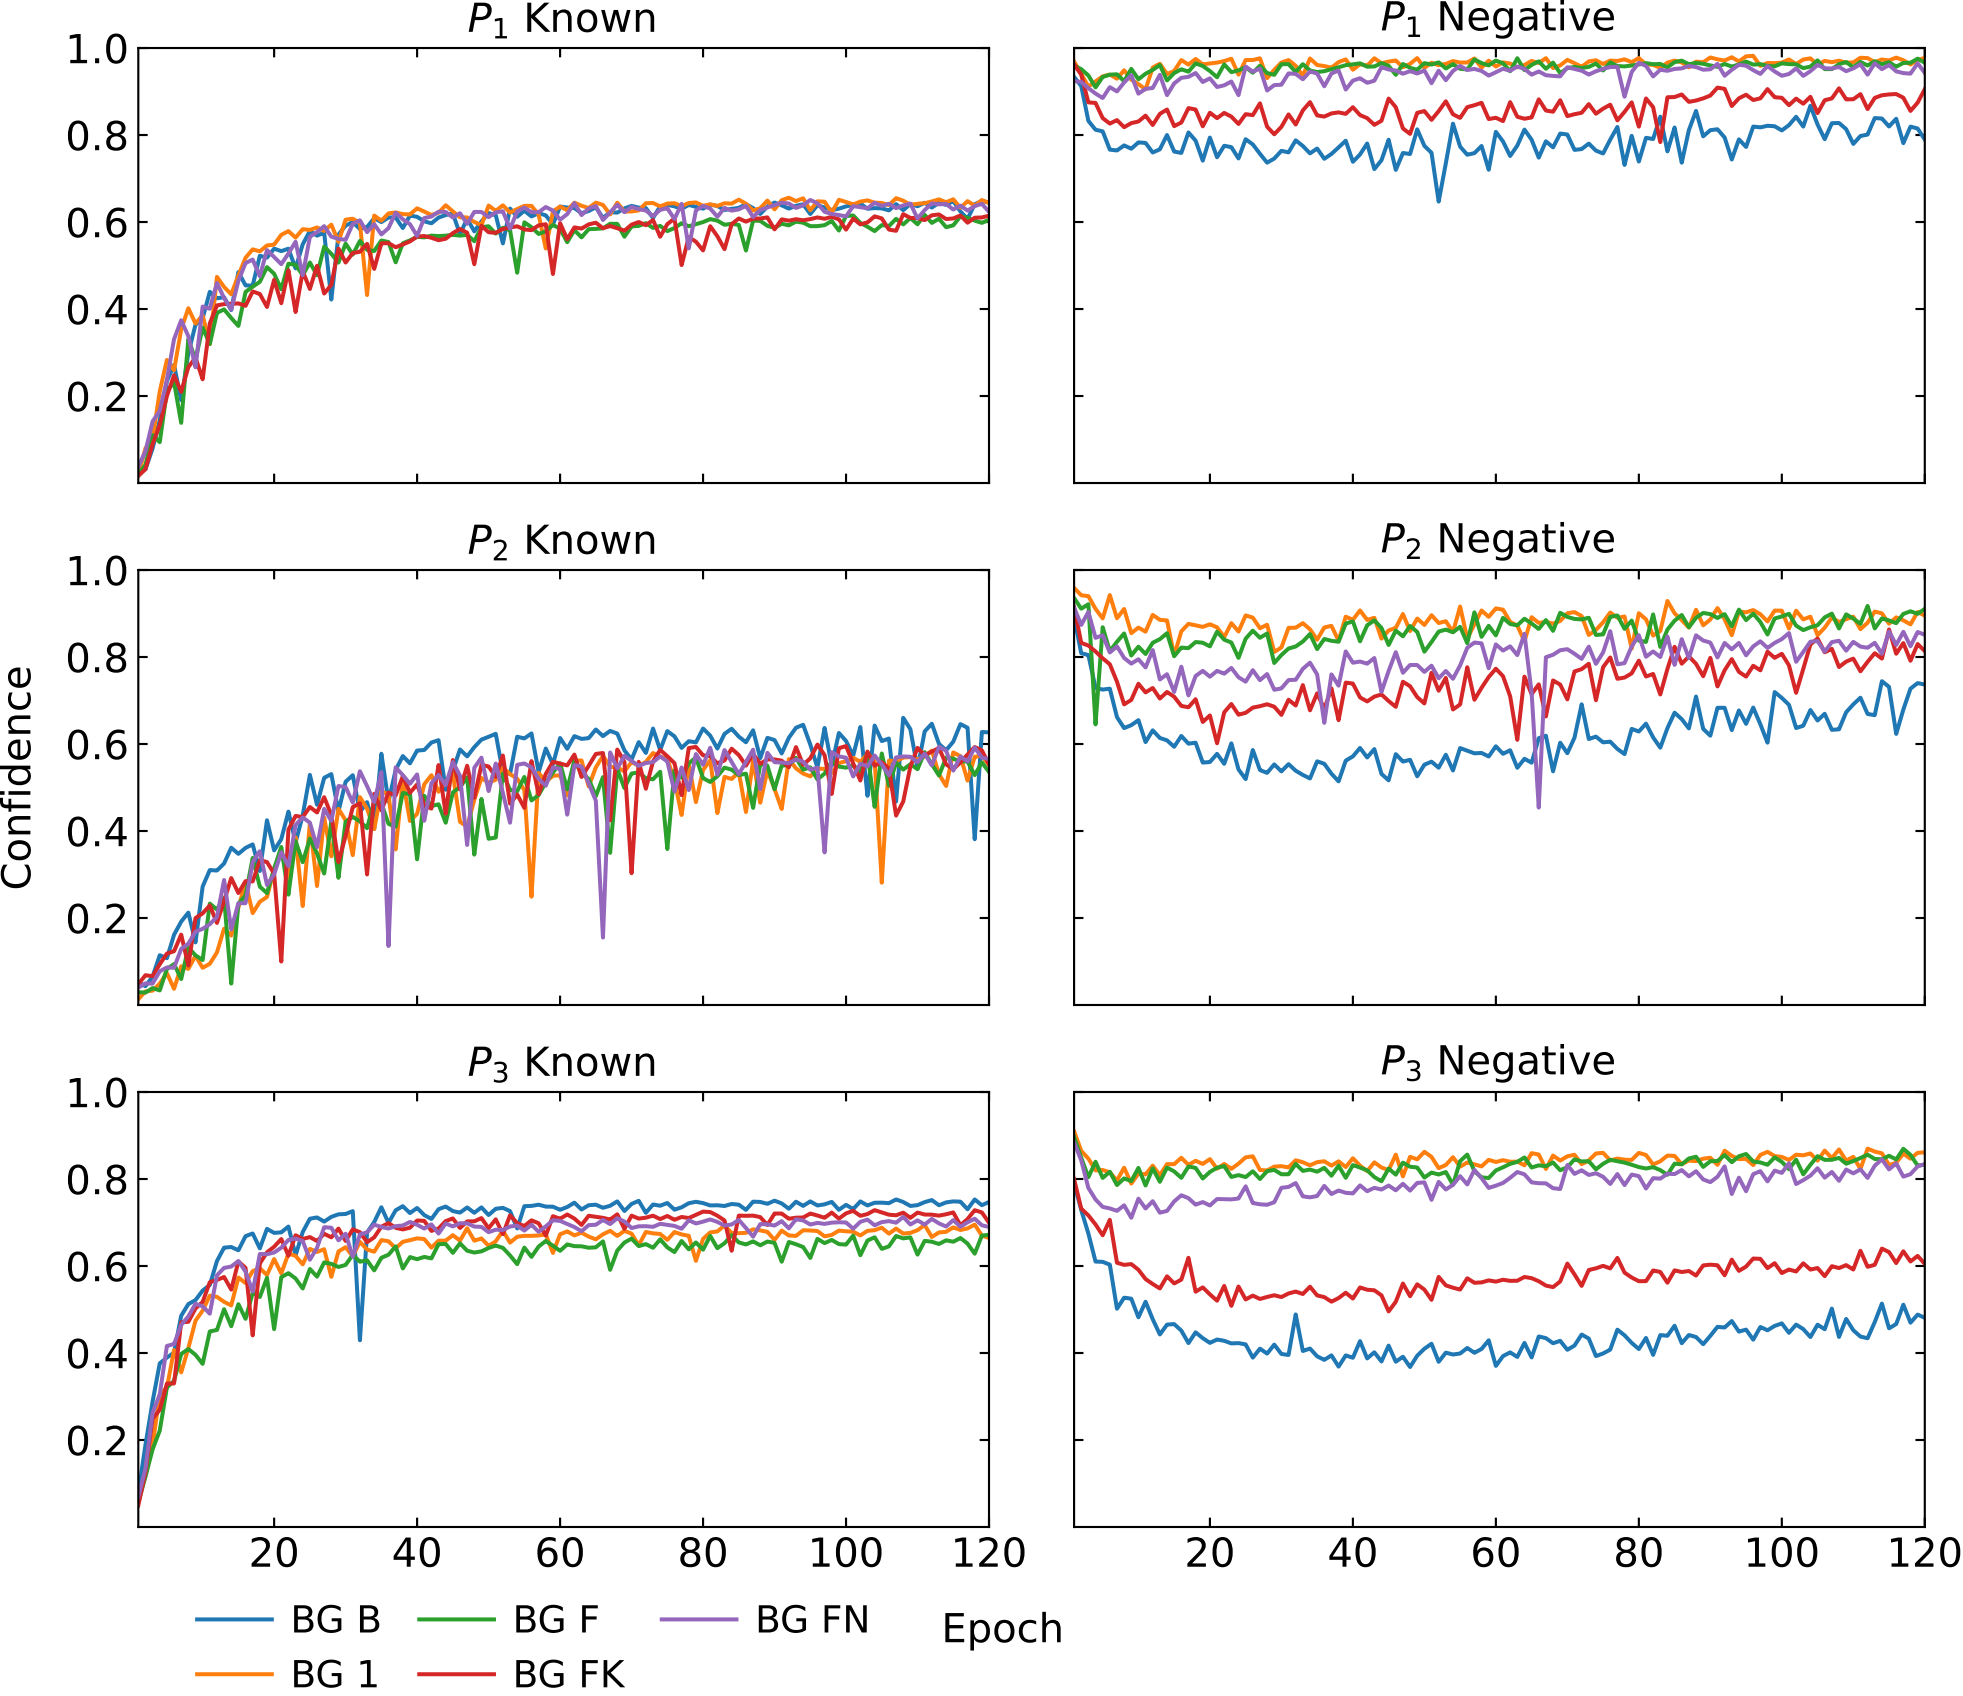 P1 Known
P1 Negative
1.0
0.8
0.6
0.4
0.2
P2 Known
P2 Negative
1.0
0.8
0.6
0.4
0.2
Confidence
P3 Known
P3 Negative
1.0
0.8
0.6
0.4
0.2
20 40 60 80 100 120
20 40 60 80 100 120
BG B BG F BG FN
BG 1 BG FK
Epoch